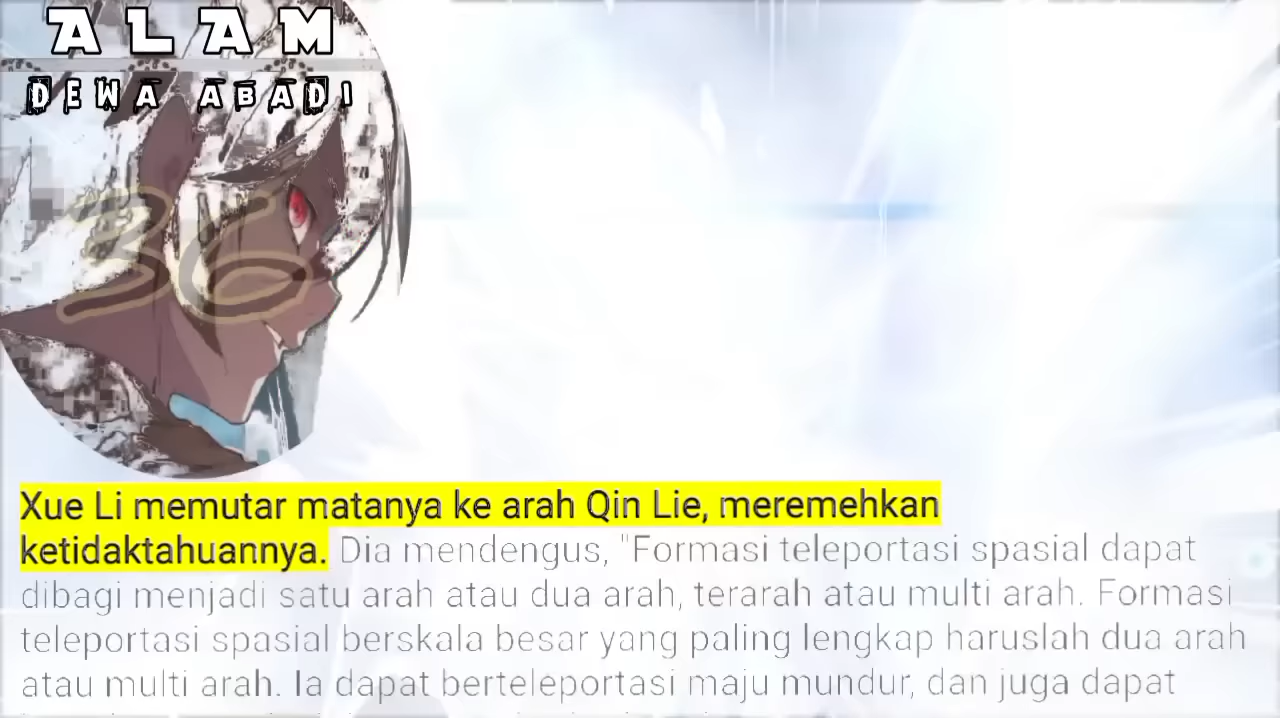 ALAM
DEWA ABADI
36
Xue Li memutar matanya ke arah Qin Lie, meremehkan
ketidaktahuannya. Dia mendengus, "Formasi teleportasi spasial dapat
dibagi menjadi satu arah atau dua arah, terarah atau multi arah. Formasi
teleportasi spasial berskala besar yang paling lengkap haruslah dua arah
atau multi arah. Ia dapat berteleportasi maju mundur, dan juga dapat